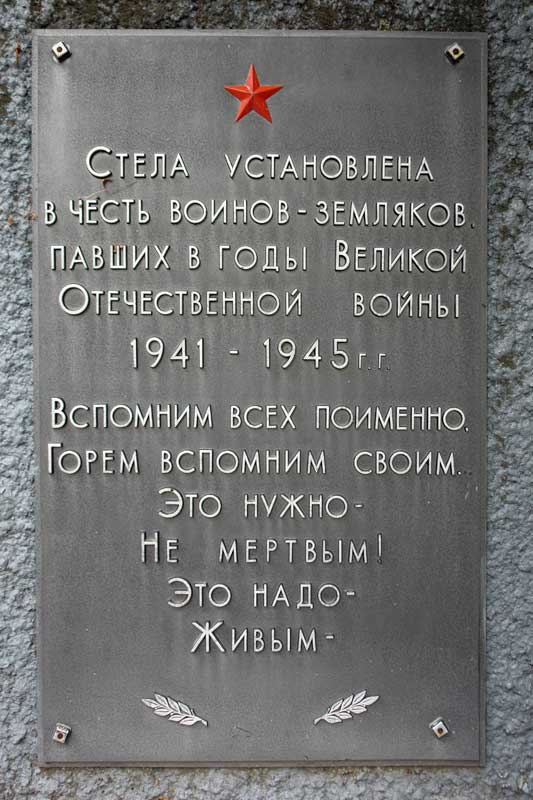 Стела установлена
в честь воинов-земляков,
павших в годы Великой
Отечественной войны
1941 - 1945 г.г.
Вспомним всех поименно,
Горем вспомним своим...
Это нужно-
Не мертвым!
Это надо-
Живым-